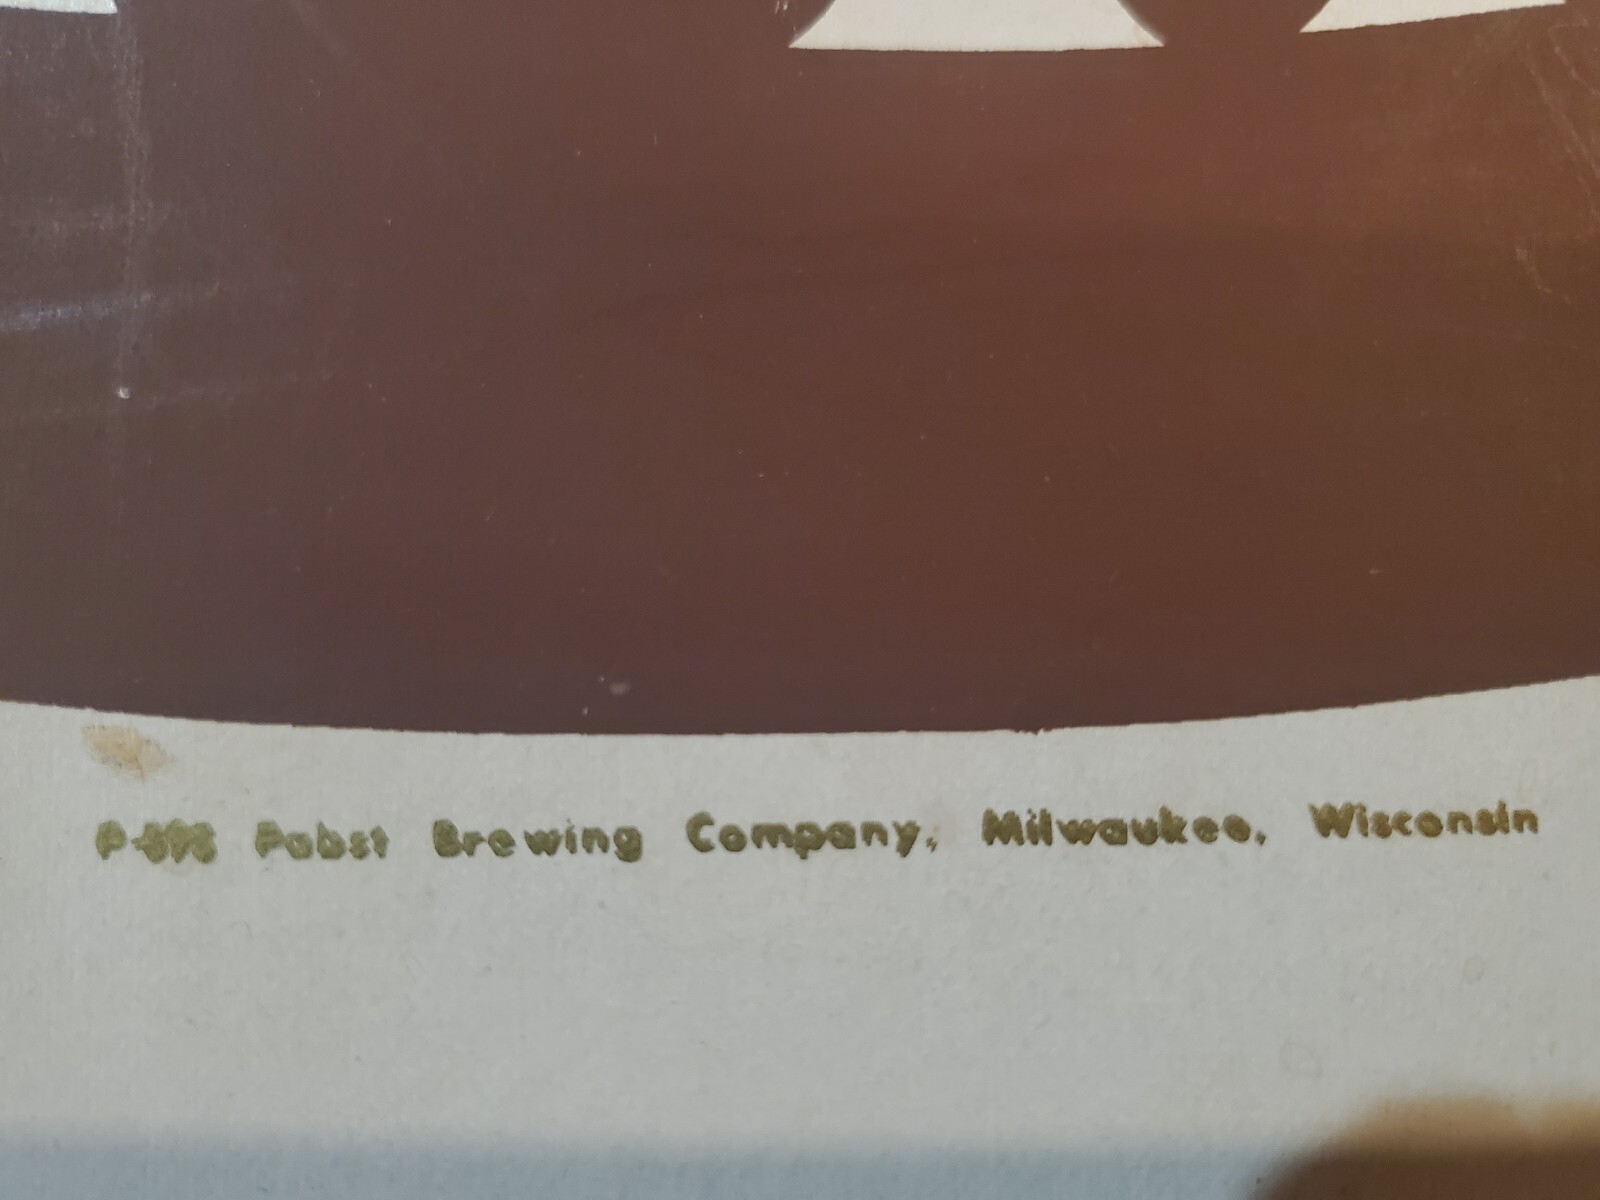 Pabst Brewing Company, Milwaukee, Wisconsin